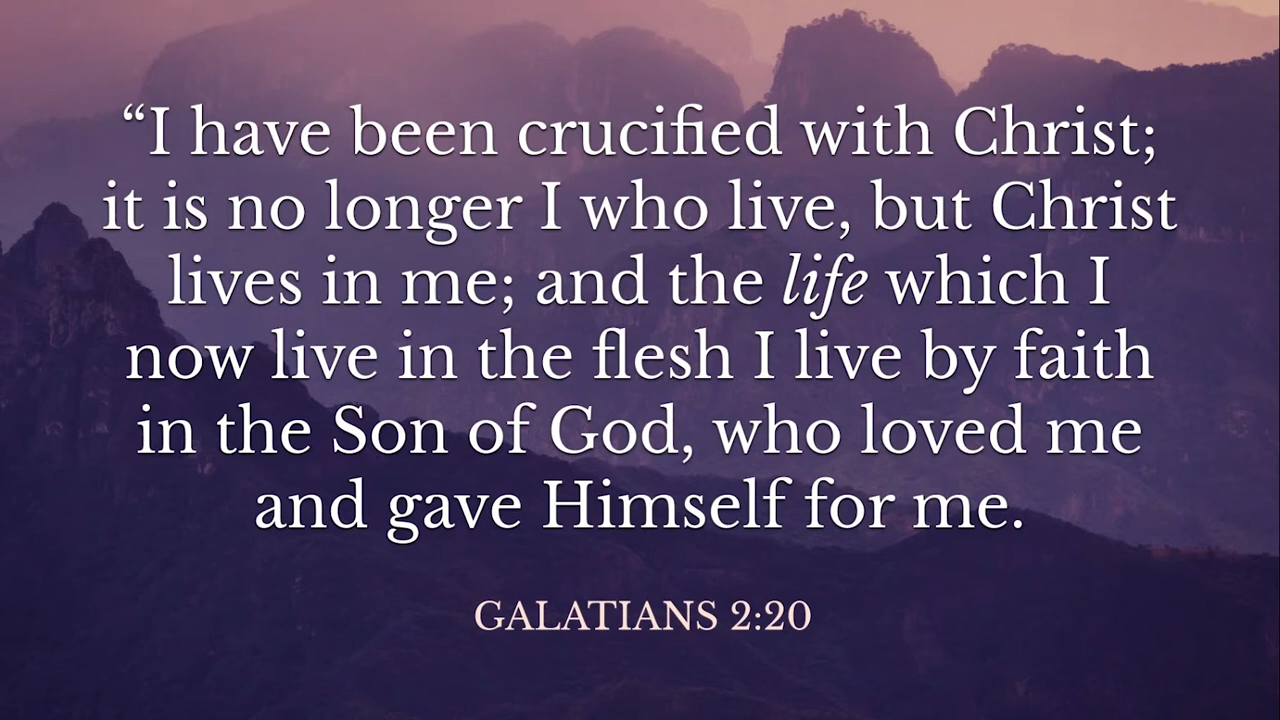 “I have been crucified with Christ;
it is no longer I who live, but Christ
lives in me; and the life which I
now live in the flesh I live by faith
in the Son of God, who loved me
and gave Himself for me.
GALATIANS 2:20